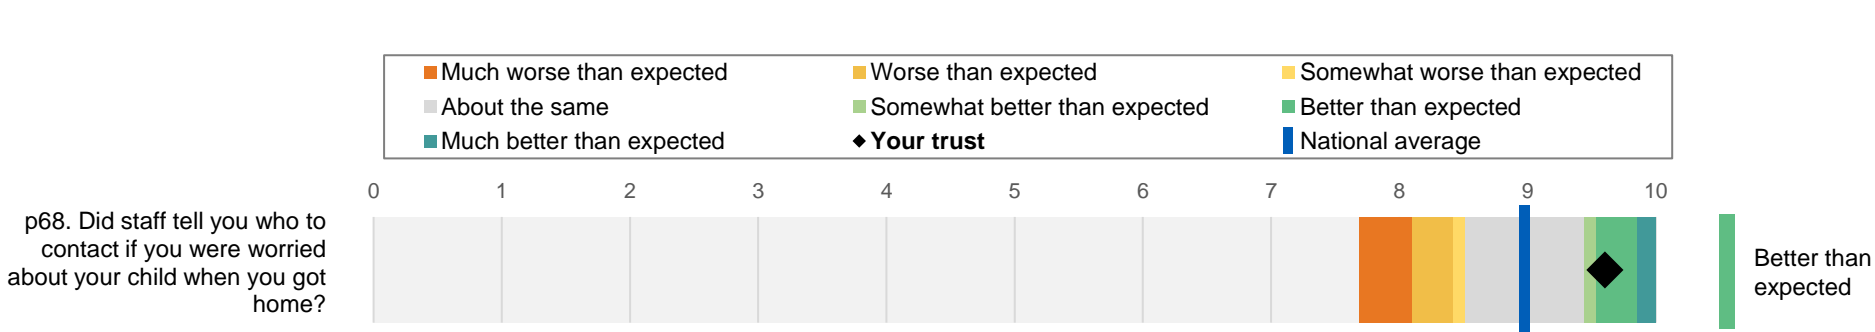 Much worse than expected
Worse than expected
Somewhat worse than expected
About the same
Somewhat better than expected
Better than expected
Much better than expected
Your trust
National average
0 1 2 3 4 5 6 7 8 9 10
p68. Did staff tell you who to
contact if you were worried
about your child when you got
home?
Better than
expected